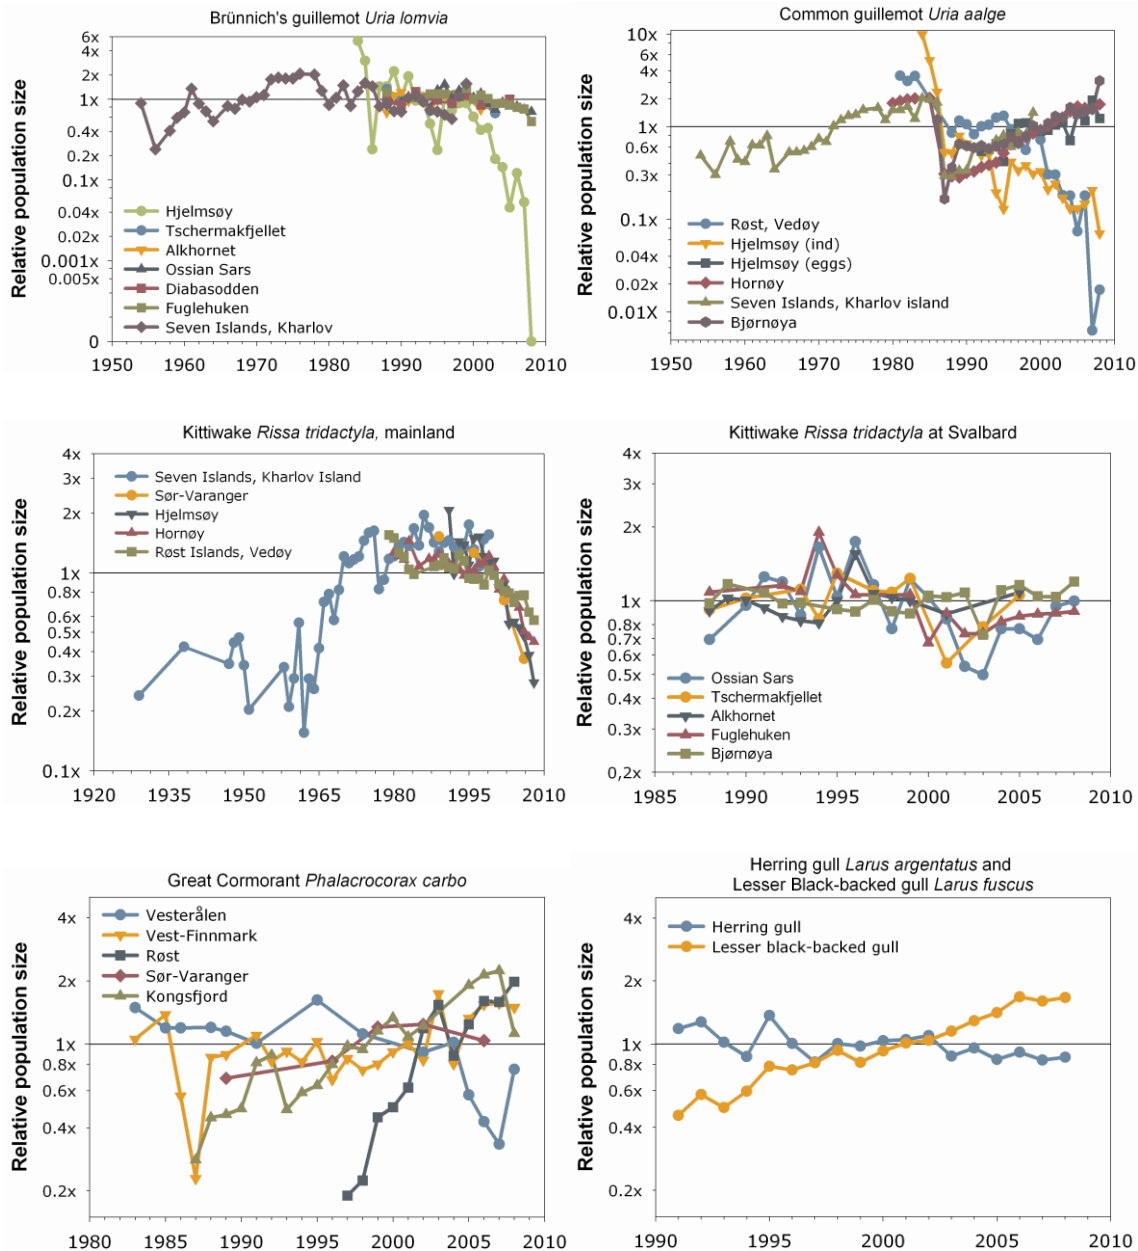 Brünnich's guillemot Uria lomvia
Relative population size
6x
4x
2x
1x
0.4x
0.2x
0.1x
0.04x
0.02x
0.001x
0.005x
0
Hjelmsøy
Tschermakfjellet
Alkhornet
Ossian Sars
Diabasodden
Fuglehuken
Seven Islands, Kharlov
1950 1960 1970 1980 1990 2000 2010
Common guillemot Uria aalge
Relative population size
10x
4x
2x
1x
0.6x
0.3x
0.1x
0.04x
0.02x
0.01X
Røst, Vedøy
Hjelmsøy (ind)
Hjelmsøy (eggs)
Hornøy
Seven Islands, Kharlov island
Bjørnøya
1950 1960 1970 1980 1990 2000 2010
Kittiwake Rissa tridactyla, mainland
Relative population size
4x
3x
2x
1x
0.8x
0.6x
0.5x
0.4x
0.3x
0.2x
0.1x
Seven Islands, Kharlov Island
Sør-Varanger
Hjelmsøy
Hornøy
Røst Islands, Vedøy
1920 1935 1950 1965 1980 1995 2010
Kittiwake Rissa tridactyla at Svalbard
Relative population size
4x
3x
2x
1x
0.8x
0.7x
0.6x
0.5x
0.4x
0.3x
0,2x
Ossian Sars
Tschermakfjellet
Alkhornet
Fuglehuken
Bjørnøya
1985 1990 1995 2000 2005 2010
Great Cormorant Phalacrocorax carbo
Relative population size
4x
2x
1x
0.8x
0.6x
0.4x
0.2x
Vesterålen
Vest-Finnmark
Røst
Sør-Varanger
Kongsfjord
1980 1985 1990 1995 2000 2005 2010
Herring gull Larus argentatus and
Lesser Black-backed gull Larus fuscus
Relative population size
4x
2x
1x
0.8x
0.6x
0.4x
0.2x
Herring gull
Lesser black-backed gull
1990 1995 2000 2005 2010